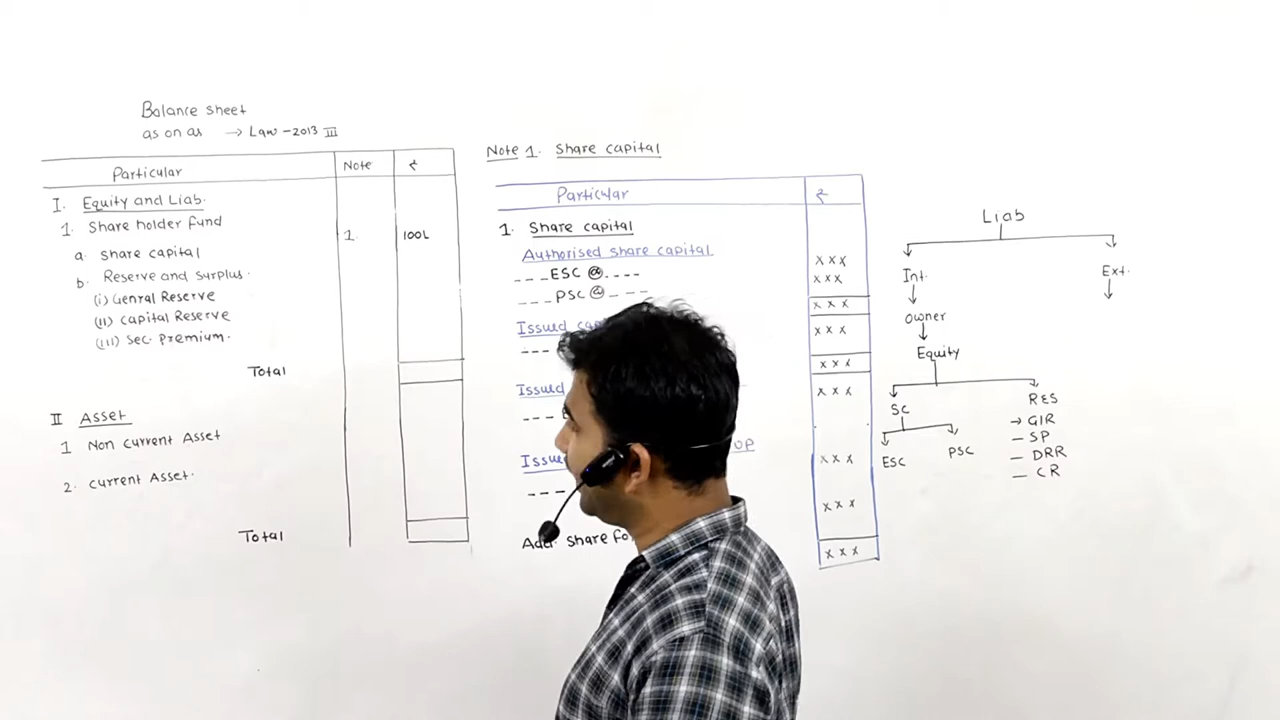 Balance sheet
as on as → Law-2013 III
Particular Note ₹
I. Equity and Liab.
1. Share holder fund
1. 100L
a. share capital
b. Reserve and surplus.
(i) Genral Reserve
(ii) capital Reserve
(iii) Sec. Premium.
Total
II Asset
1 Non current Asset
2. current Asset.
Total
Note 1. Share capital
Particular ₹
1. Share capital
Authorised share capital
xxx
---ESC @ ----
xxx
---PSC @ ---
xxx
Issued
xxx
---
xxx
Issued
xxx
---
Issued up
xxx
---
xxx
Add. Share
xxx
Liab
Int. Ext.
Owner
Equity
SC RES
ESC PSC
→ GIR
- SP
- DRR
- CR